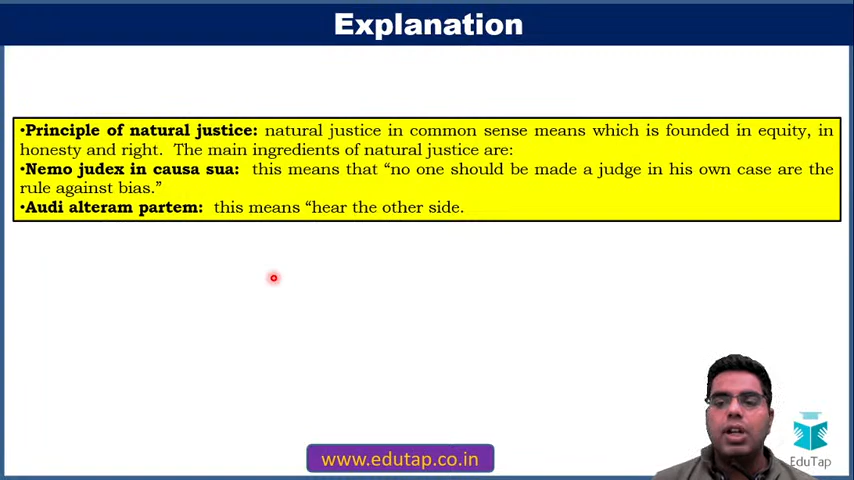 Explanation
•Principle of natural justice: natural justice in common sense means which is founded in equity, in
honesty and right. The main ingredients of natural justice are:
•Nemo judex in causa sua: this means that “no one should be made a judge in his own case are the
rule against bias.”
•Audi alteram partem: this means “hear the other side.
EduTap
www.edutap.co.in